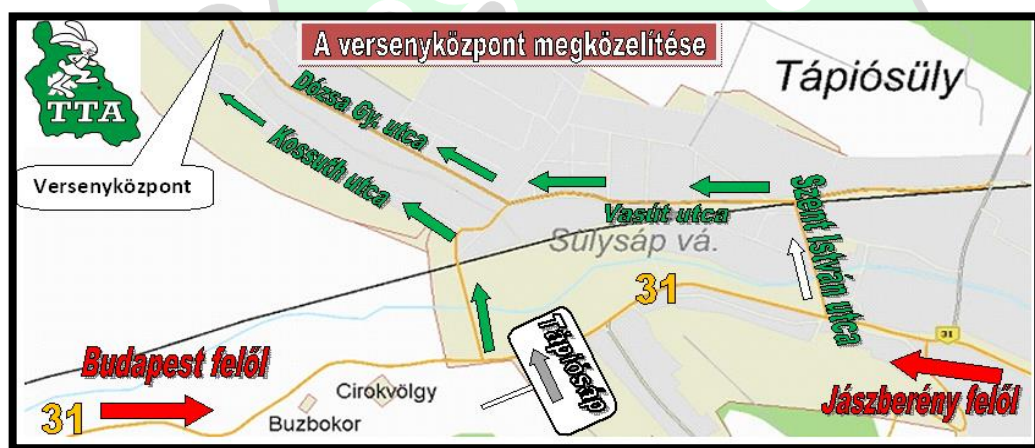 A versenyközpont megközelítése
TTA
Tápiósüly
Dózsa Gy. utca
Kossuth utca
Versenyközpont
Vasút utca
Szent István utca
Sülysáp vá.
31
31
Tápiósáp
Budapest felől
31
Cirokvölgy
Buzbokor
Jászberény felől